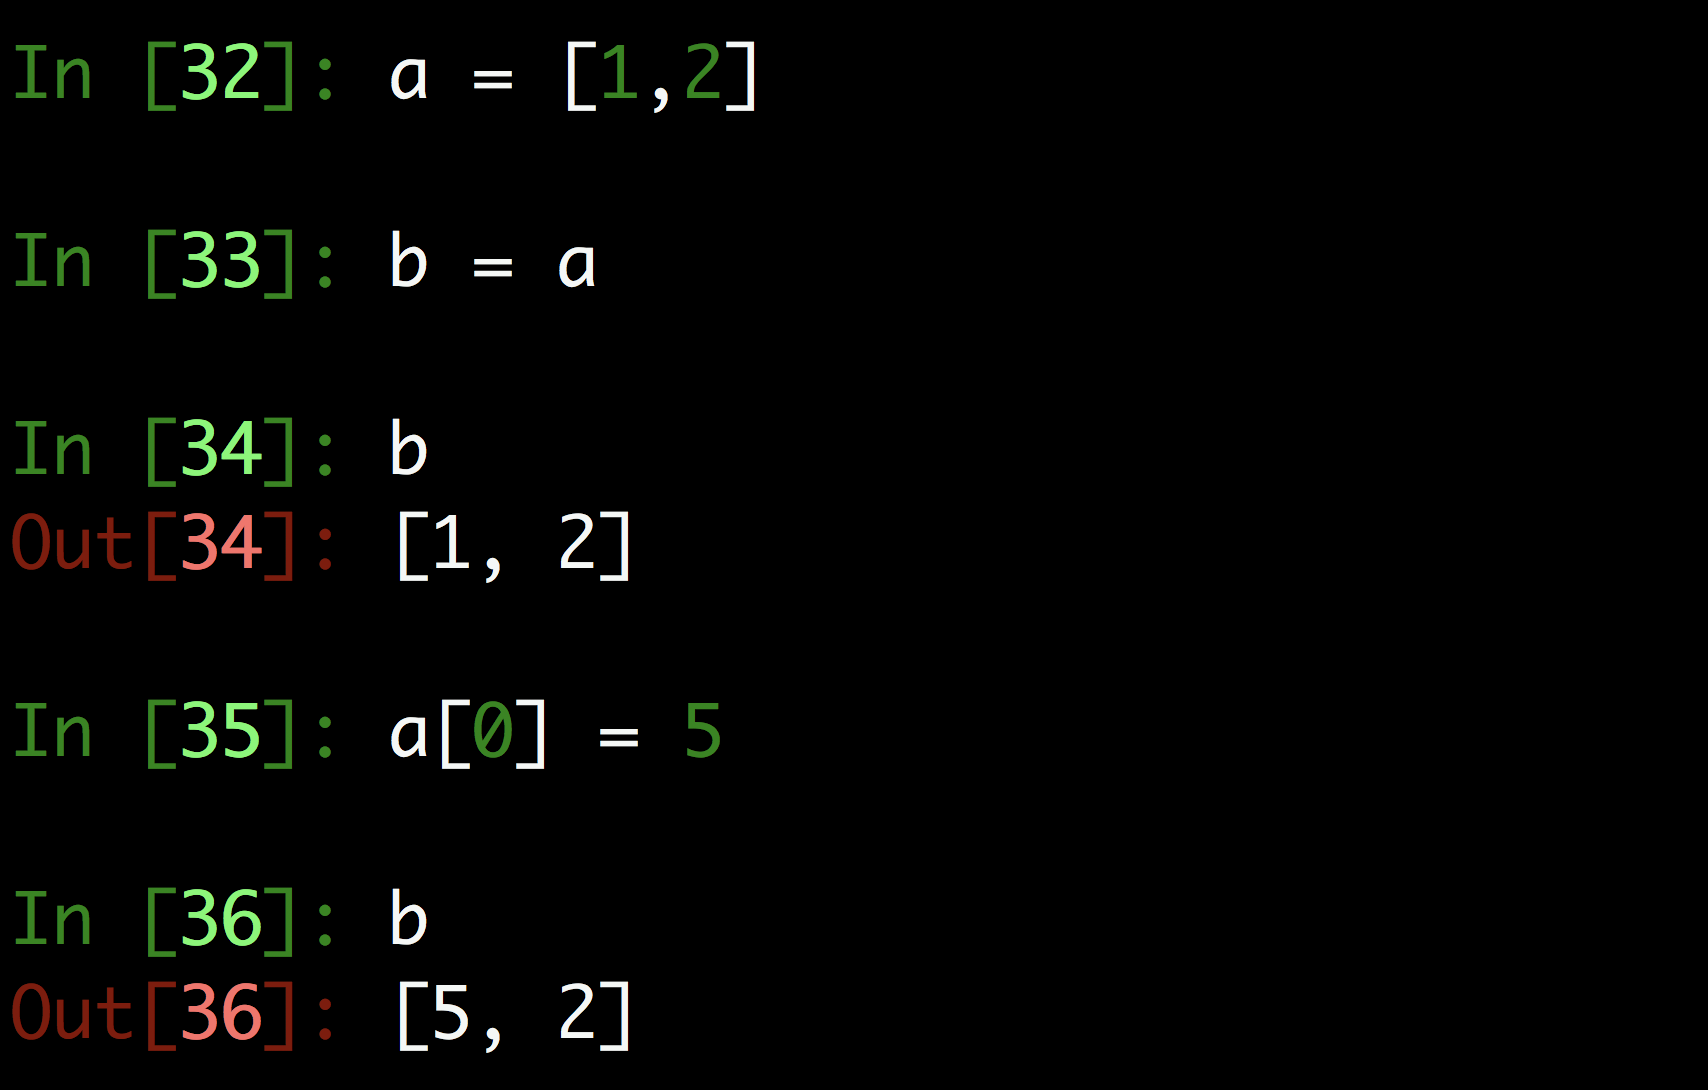 In [32]: a = [1,2]
In [33]: b = a
In [34]: b
Out[34]: [1, 2]
In [35]: a[0] = 5
In [36]: b
Out[36]: [5, 2]